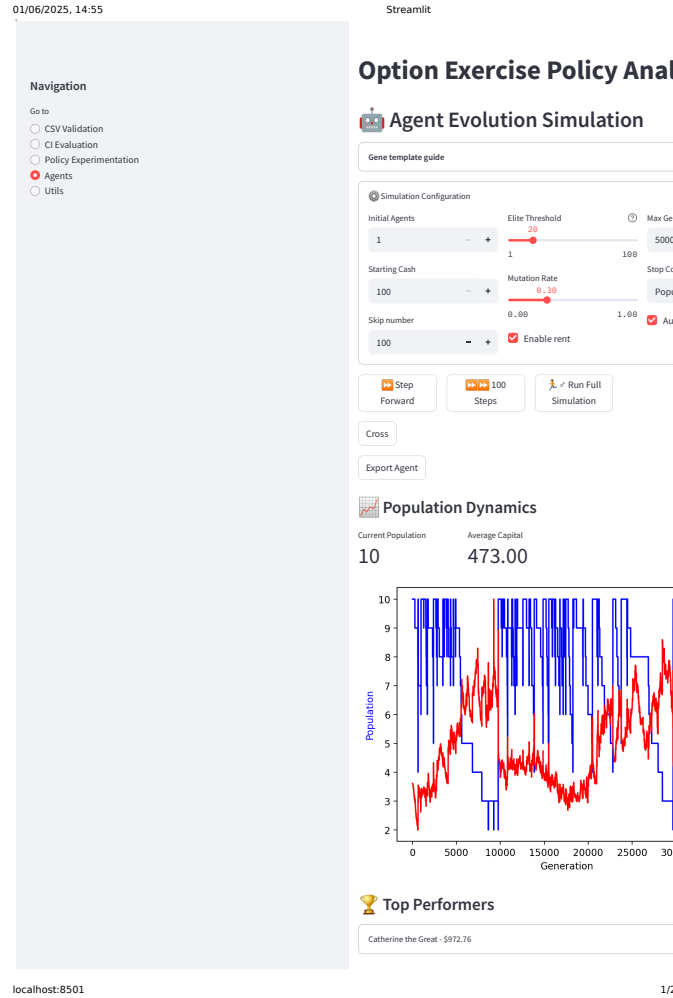 01/06/2025, 14:55
Streamlit
Navigation
Go to
CSV Validation
CI Evaluation
Policy Experimentation
Agents
Utils
Option Exercise Policy Anal
Agent Evolution Simulation
Gene template guide
Simulation Configuration
Initial Agents
1
Starting Cash
100
Skip number
100
Elite Threshold
20
1 100
Mutation Rate
0.30
0.00 1.00
Enable rent
Max Ge
5000
Stop Co
Popu
Au
Step
Forward
100
Steps
Run Full
Simulation
Cross
Export Agent
Population Dynamics
Current Population
10
Average Capital
473.00
Population
10
9
8
7
6
5
4
3
2
0 5000 10000 15000 20000 25000 30
Generation
Top Performers
Catherine the Great - $972.76
localhost:8501
1/2